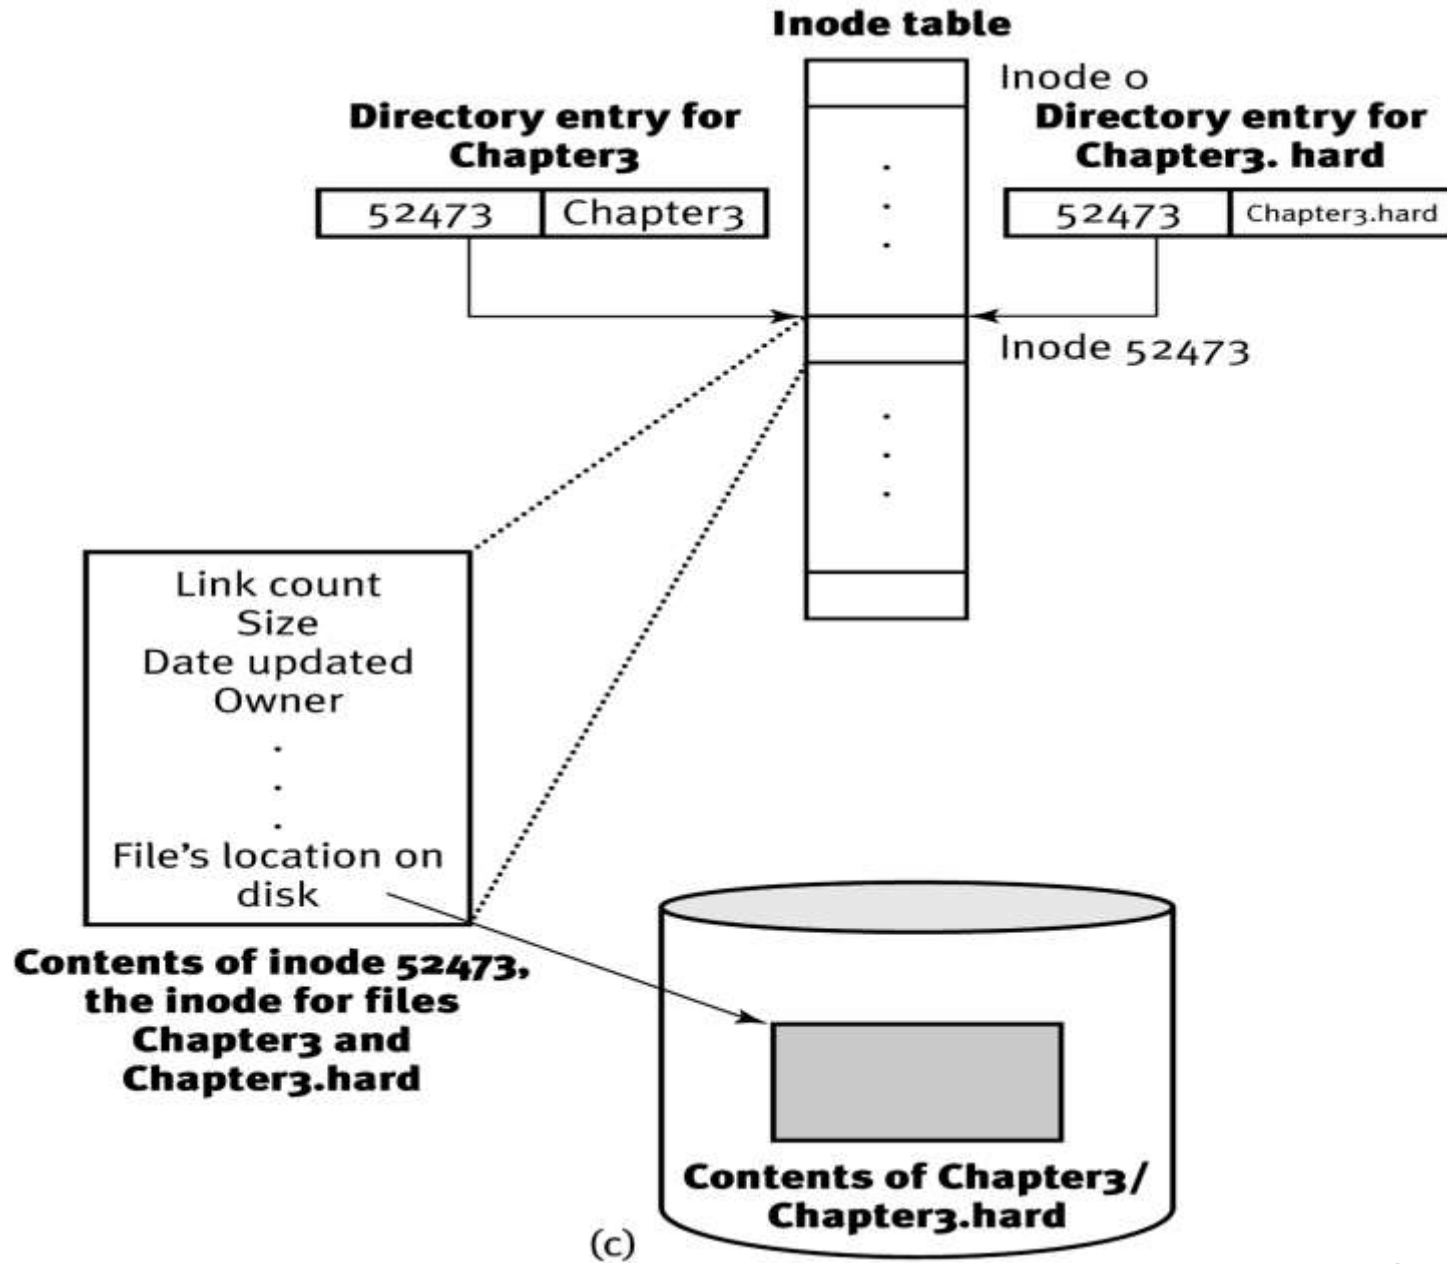 Inode table
Inode 0
Directory entry for
Chapter3
52473
Chapter3
Directory entry for
Chapter3. hard
52473
Chapter3.hard
Inode 52473
Link count
Size
Date updated
Owner
File's location on
disk
Contents of inode 52473,
the inode for files
Chapter3 and
Chapter3.hard
Contents of Chapter3/
Chapter3.hard
(c)